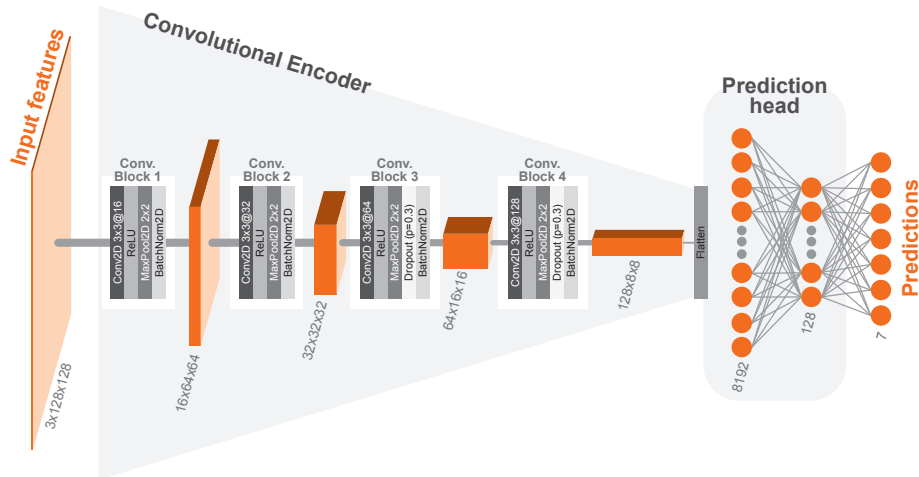 Input features
3x128x128
Convolutional Encoder
Conv.
Block 1
Conv2D 3x3@16
ReLU
MaxPool2D 2x2
BatchNorm2D
16x64x64
Conv.
Block 2
Conv2D 3x3@32
ReLU
MaxPool2D 2x2
BatchNorm2D
32x32x32
Conv.
Block 3
Conv2D 3x3@64
ReLU
MaxPool2D 2x2
Dropout (p=0.3)
BatchNorm2D
64x16x16
Conv.
Block 4
Conv2D 3x3@128
ReLU
MaxPool2D 2x2
Dropout (p=0.3)
BatchNorm2D
128x8x8
Flatten
Prediction
head
8192
128
7
Predictions